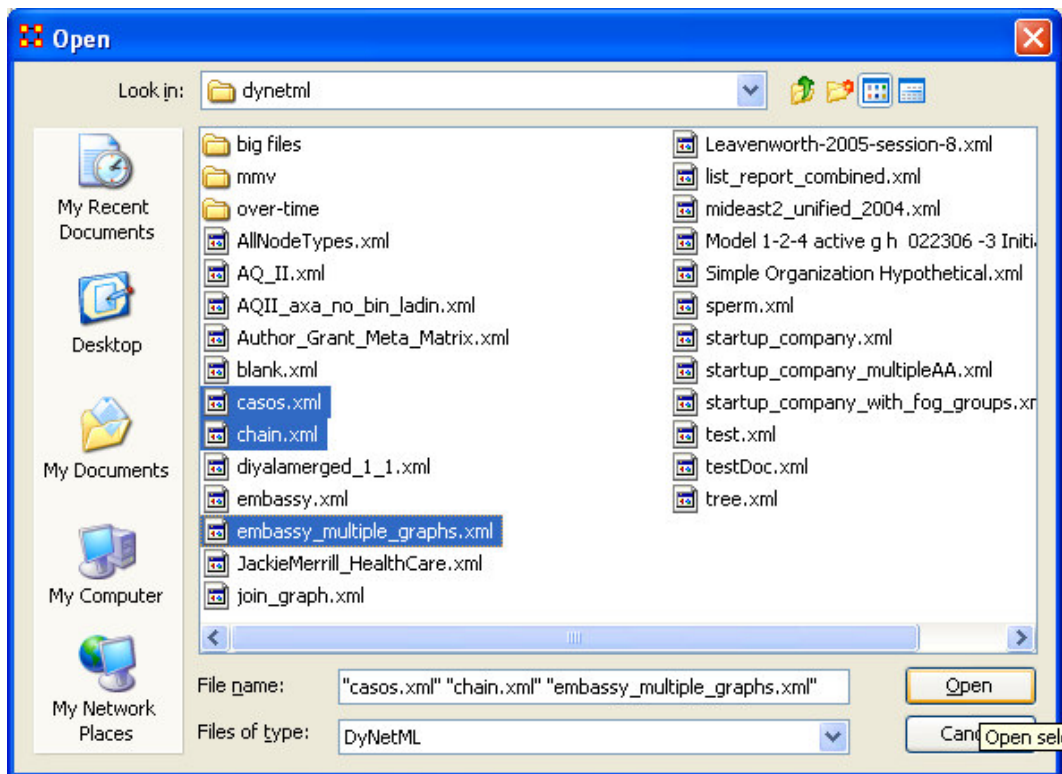 Open
Look in:
dynetml
My Recent
Documents
Desktop
My Documents
My Computer
My Network
Places
big files
mmv
over-time
AllNodeTypes.xml
AQ_II.xml
AQII_axa_no_bin_ladin.xml
Author_Grant_Meta_Matrix.xml
blank.xml
casos.xml
chain.xml
diyalamerged_1_1.xml
embassy.xml
embassy_multiple_graphs.xml
JackieMerrill_HealthCare.xml
join_graph.xml
Leavenworth-2005-session-8.xml
list_report_combined.xml
mideast2_unified_2004.xml
Model 1-2-4 active g h 022306 -3 Initi
Simple Organization Hypothetical.xml
sperm.xml
startup_company.xml
startup_company_multipleAA.xml
startup_company_with_fog_groups.xr
test.xml
testDoc.xml
tree.xml
File name:
"casos.xml" "chain.xml" "embassy_multiple_graphs.xml"
Open
Files of type:
DyNetML
Can
Open sel